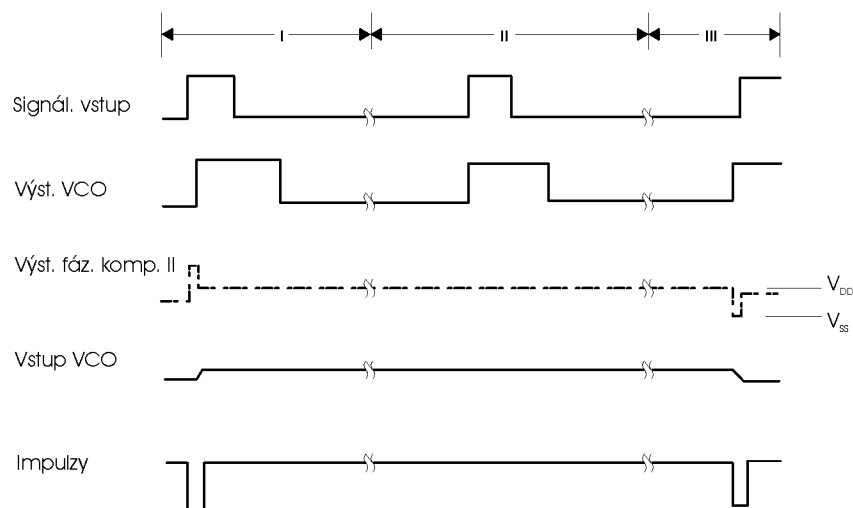 I II III
Signál. vstup
Výst. VCO
Výst. fáz. komp. II
V_DD
V_SS
Vstup VCO
Impulzy